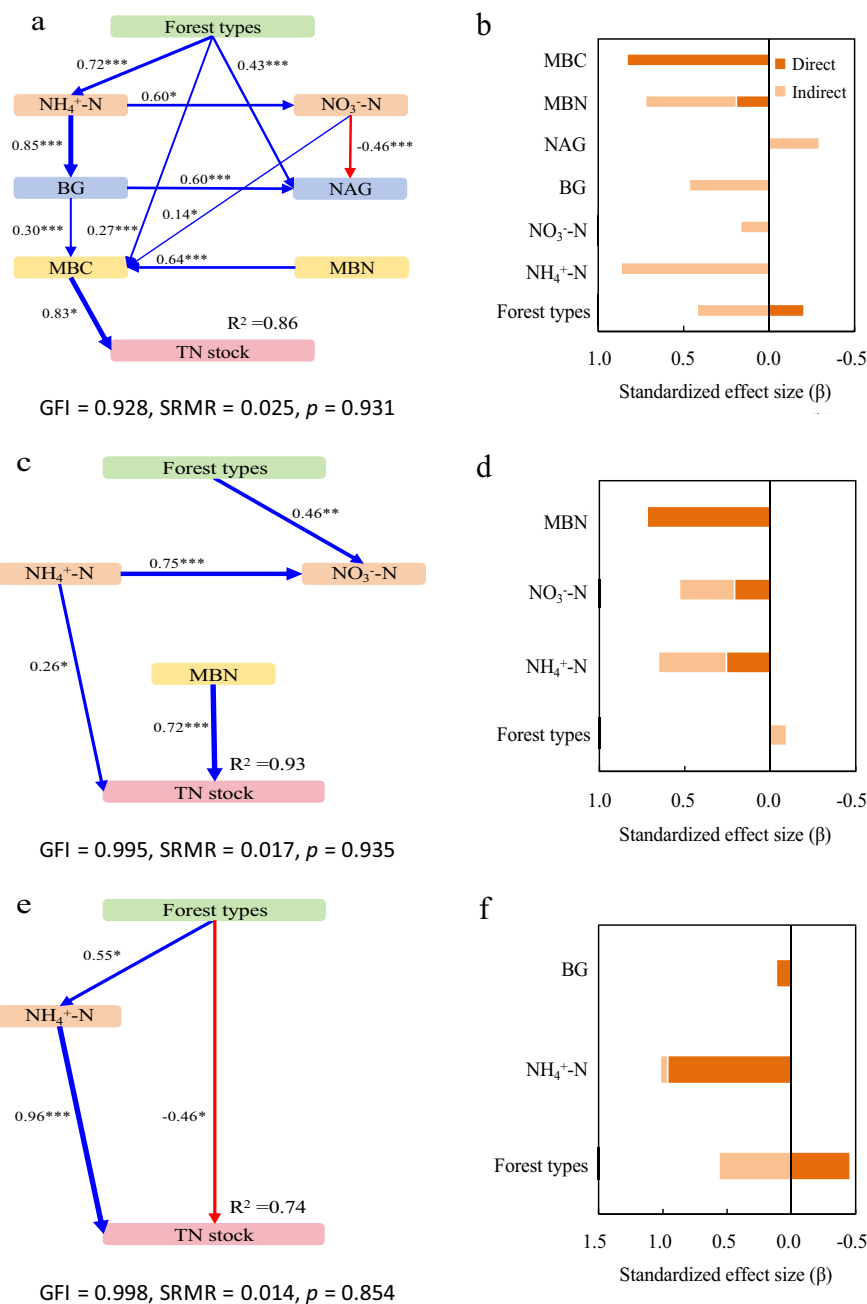 a
Forest types
0.72***
0.43***
NH₄⁺-N
0.60*
NO₃⁻-N
0.85***
-0.46***
BG
0.60***
NAG
0.30***
0.27***
0.14*
MBC
0.64***
MBN
0.83*
R² =0.86
TN stock
GFI = 0.928, SRMR = 0.025, p = 0.931
b
MBC
Direct
MBN
Indirect
NAG
BG
NO₃⁻-N
NH₄⁺-N
Forest types
1.0 0.5 0.0 -0.5
Standardized effect size (β)
c
Forest types
0.46**
NH₄⁺-N
0.75***
NO₃⁻-N
0.26*
MBN
0.72***
R² =0.93
TN stock
GFI = 0.995, SRMR = 0.017, p = 0.935
d
MBN
NO₃⁻-N
NH₄⁺-N
Forest types
1.0 0.5 0.0 -0.5
Standardized effect size (β)
e
Forest types
0.55*
NH₄⁺-N
0.96***
-0.46*
R² =0.74
TN stock
GFI = 0.998, SRMR = 0.014, p = 0.854
f
BG
NH₄⁺-N
Forest types
1.5 1.0 0.5 0.0 -0.5
Standardized effect size (β)